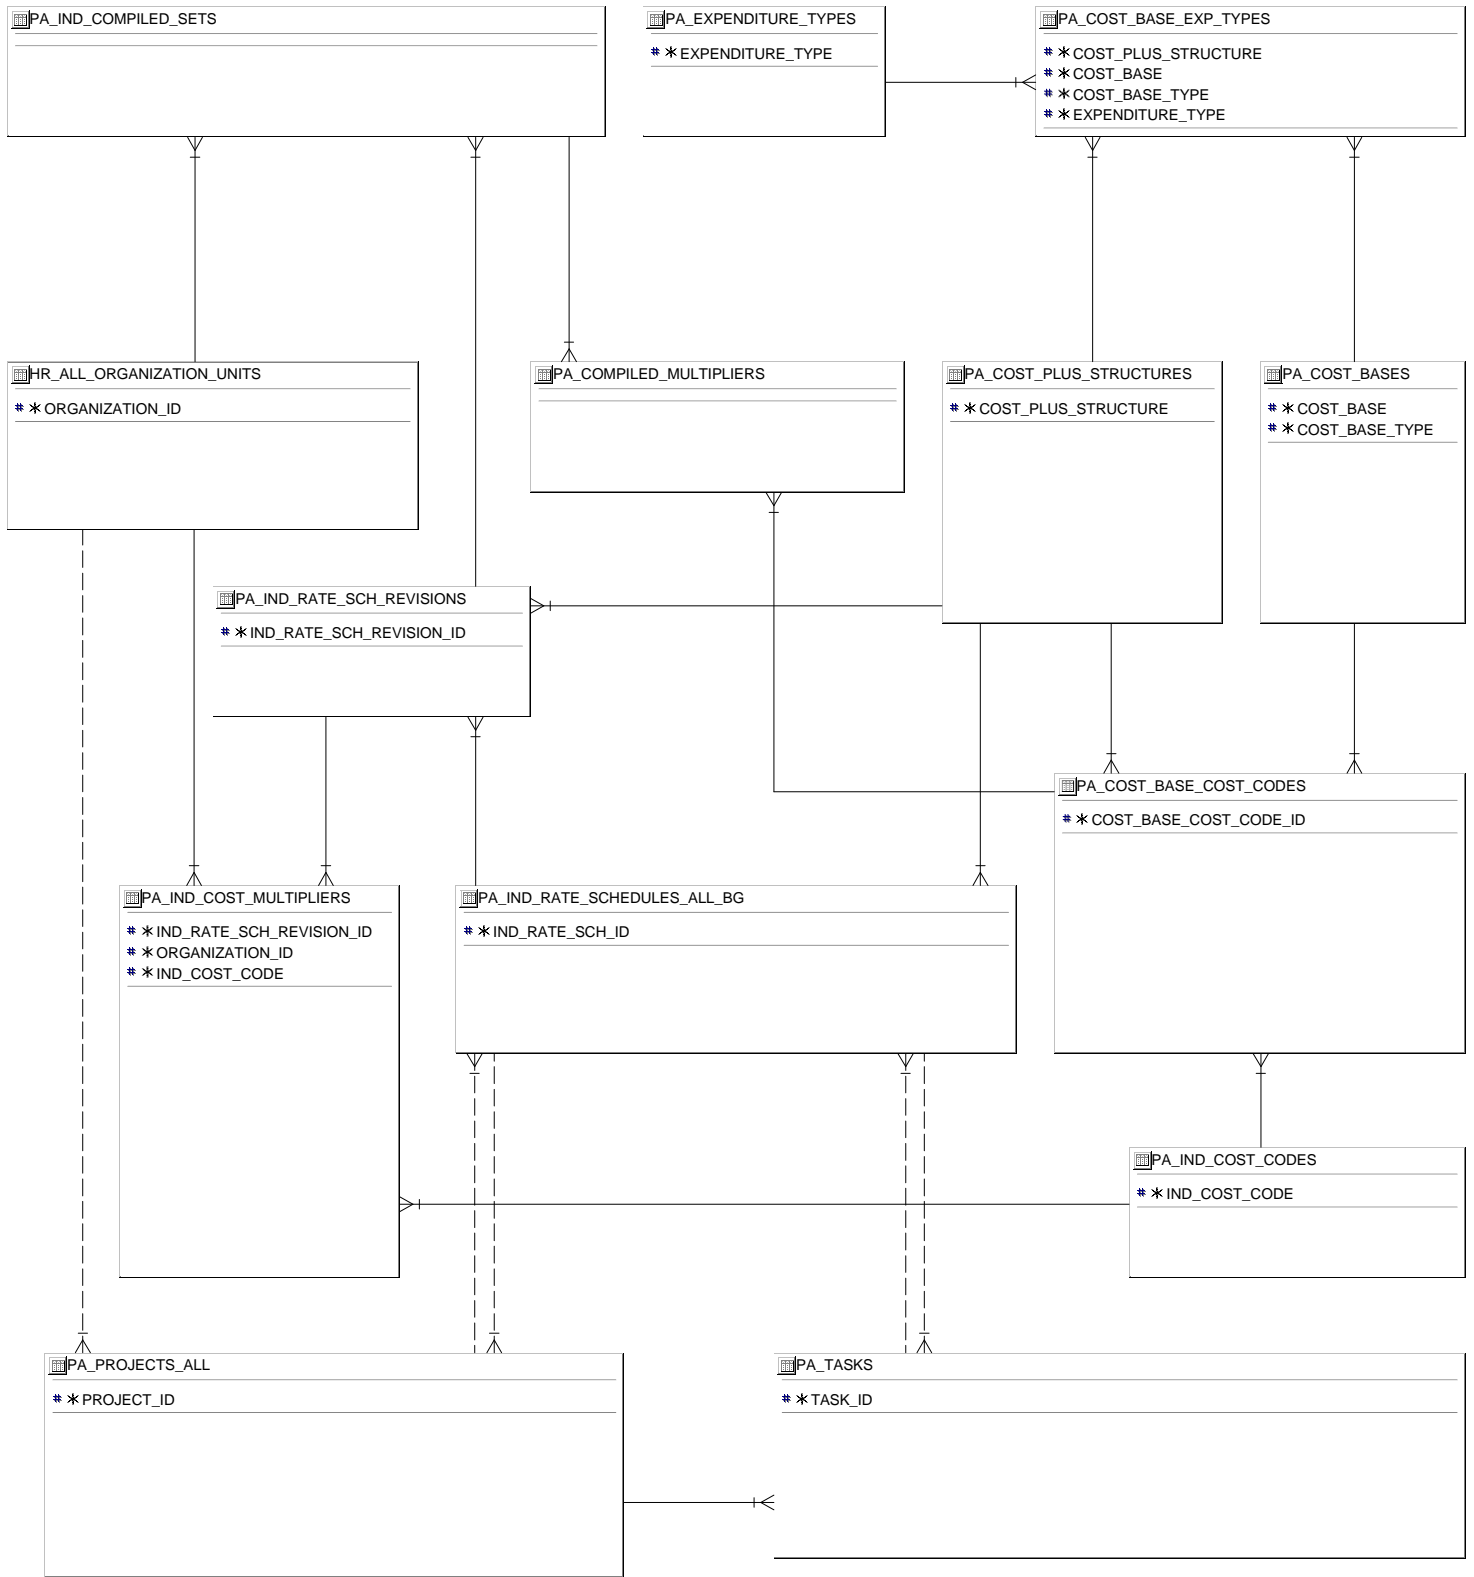 PA_IND_COMPILED_SETS
PA_EXPENDITURE_TYPES
# * EXPENDITURE_TYPE
PA_COST_BASE_EXP_TYPES
# * COST_PLUS_STRUCTURE
# * COST_BASE
# * COST_BASE_TYPE
# * EXPENDITURE_TYPE
HR_ALL_ORGANIZATION_UNITS
# * ORGANIZATION_ID
PA_COMPILED_MULTIPLIERS
PA_COST_PLUS_STRUCTURES
# * COST_PLUS_STRUCTURE
PA_COST_BASES
# * COST_BASE
# * COST_BASE_TYPE
PA_IND_RATE_SCH_REVISIONS
# * IND_RATE_SCH_REVISION_ID
PA_COST_BASE_COST_CODES
# * COST_BASE_COST_CODE_ID
PA_IND_COST_MULTIPLIERS
# * IND_RATE_SCH_REVISION_ID
# * ORGANIZATION_ID
# * IND_COST_CODE
PA_IND_RATE_SCHEDULES_ALL_BG
# * IND_RATE_SCH_ID
PA_IND_COST_CODES
# * IND_COST_CODE
PA_PROJECTS_ALL
# * PROJECT_ID
PA_TASKS
# * TASK_ID